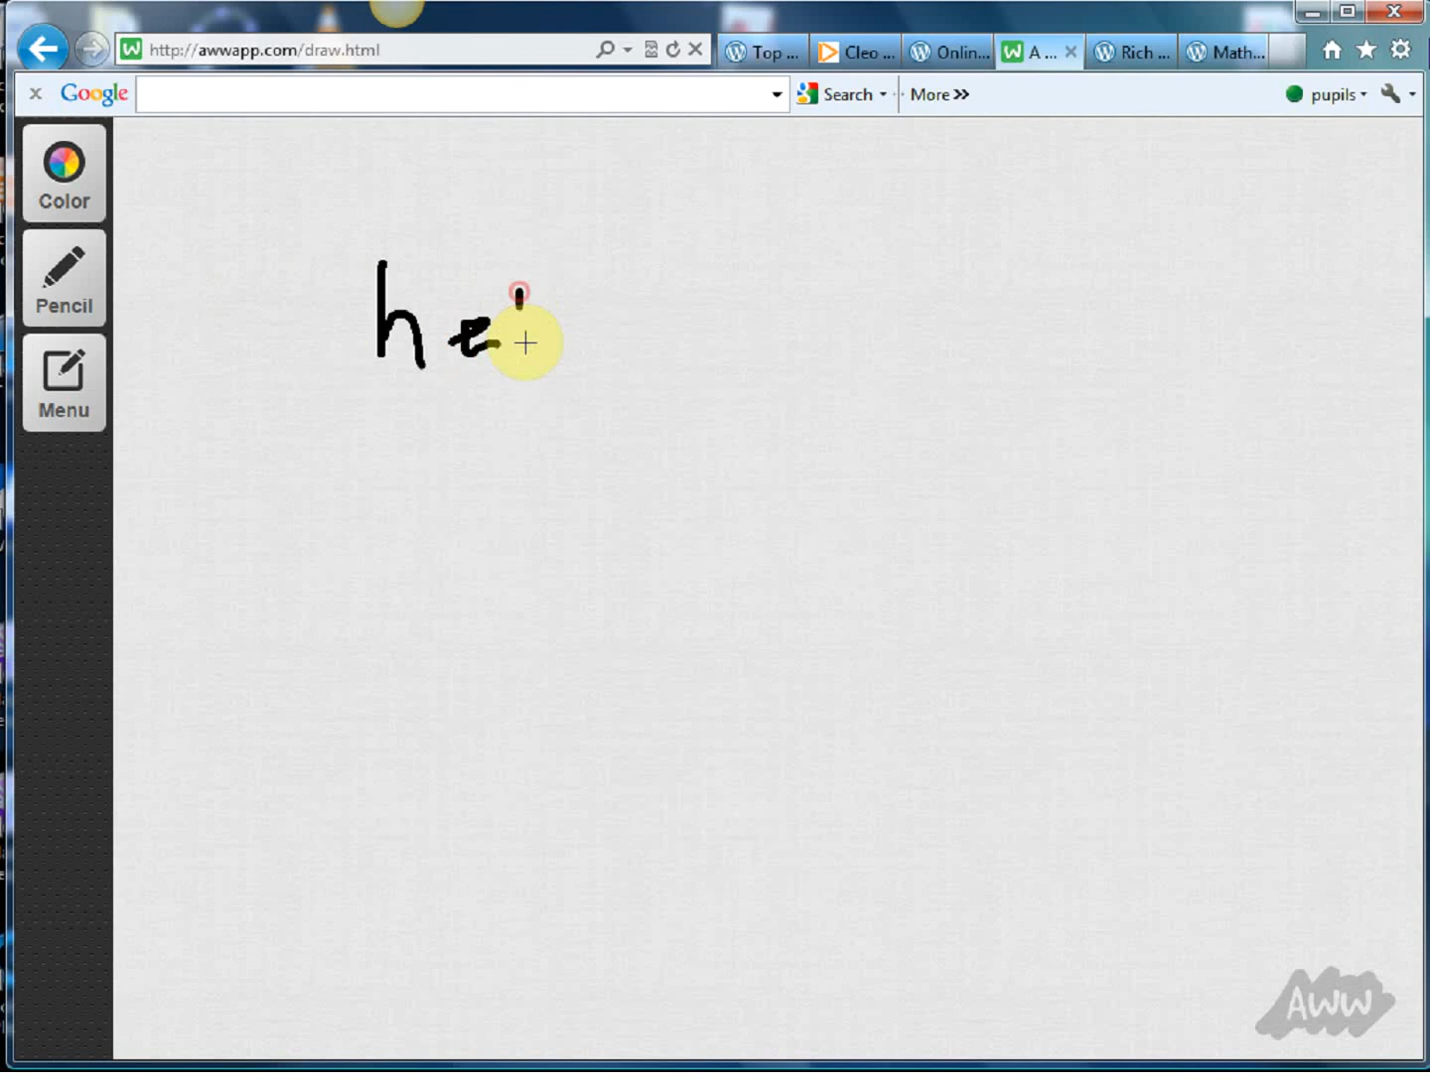 http://awwapp.com/draw.html
Top ...
Cleo ...
Onlin...
A ...
Rich ...
Math...
x Google
Search
More »
pupils
Color
Pencil
Menu
he
AWW